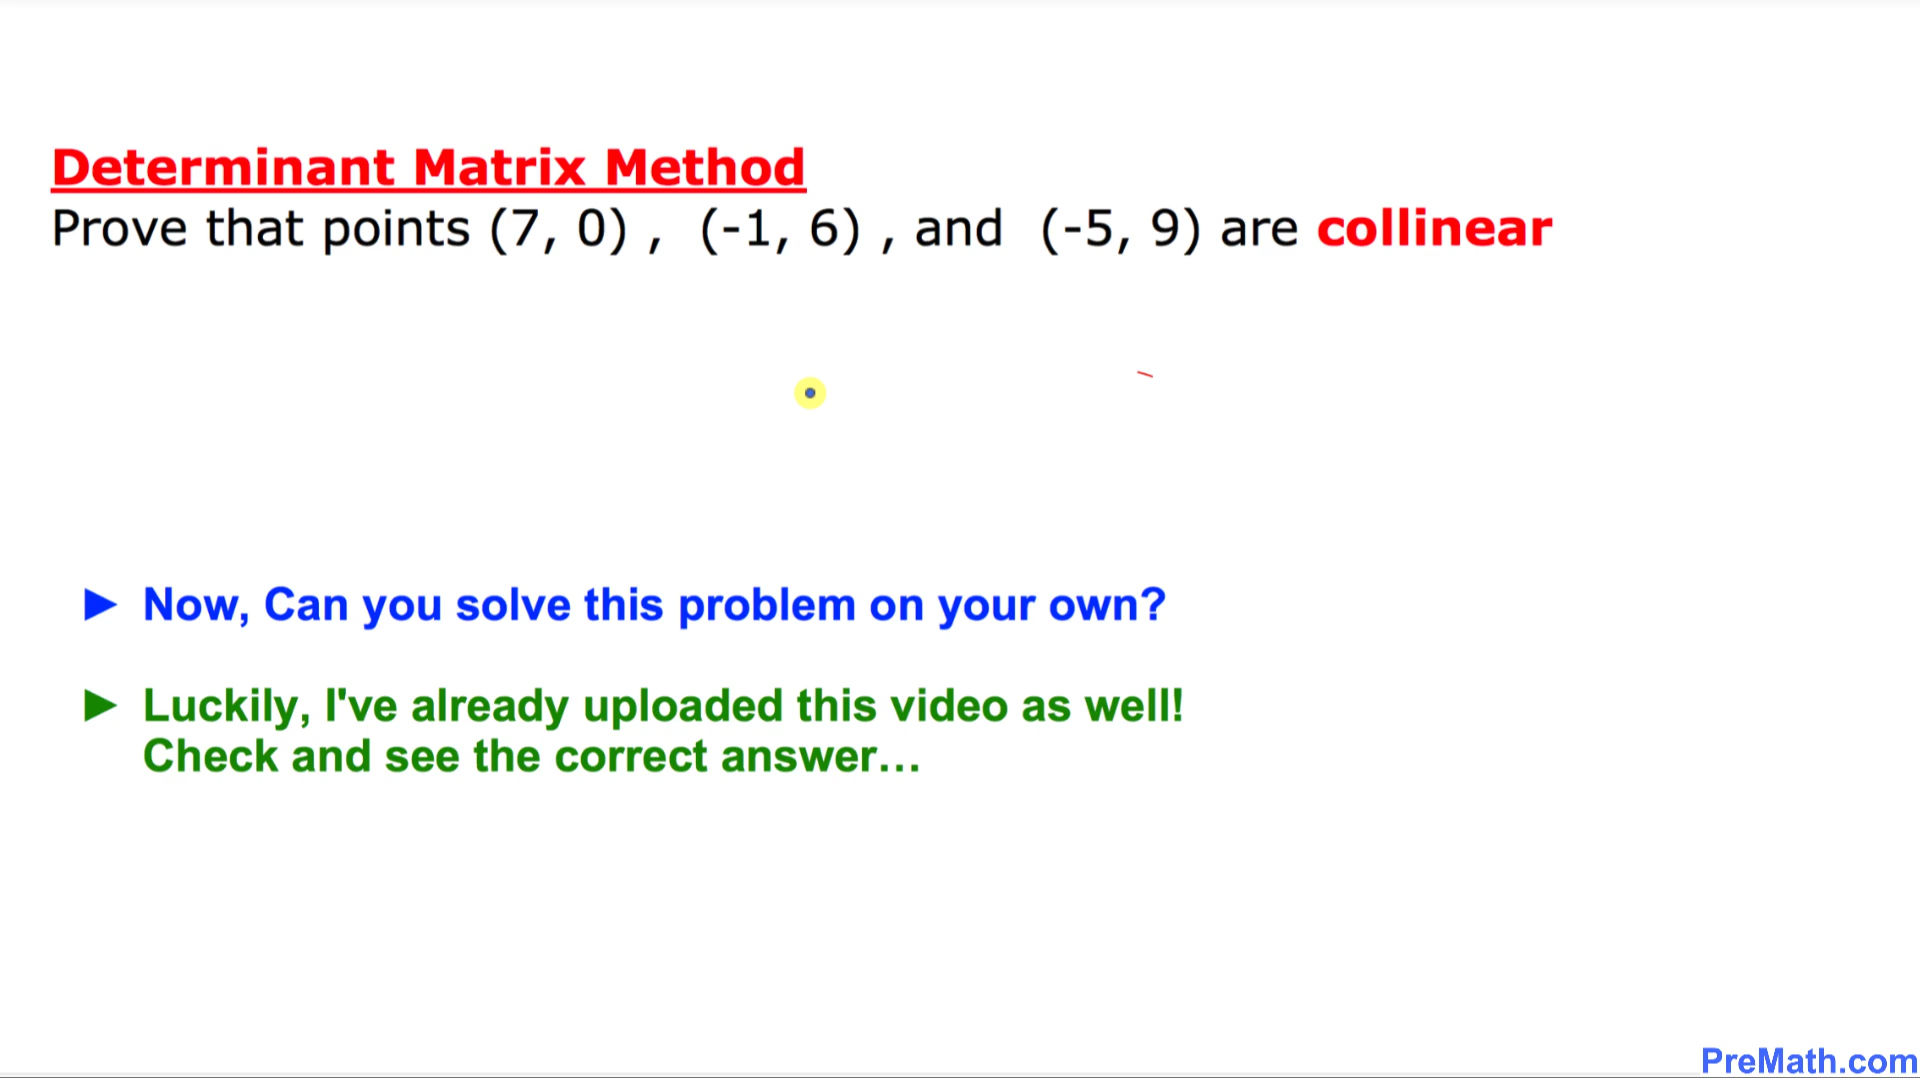 Determinant Matrix Method
Prove that points (7, 0) , (-1, 6) , and (-5, 9) are collinear
► Now, Can you solve this problem on your own?
► Luckily, I've already uploaded this video as well!
Check and see the correct answer...
PreMath.com